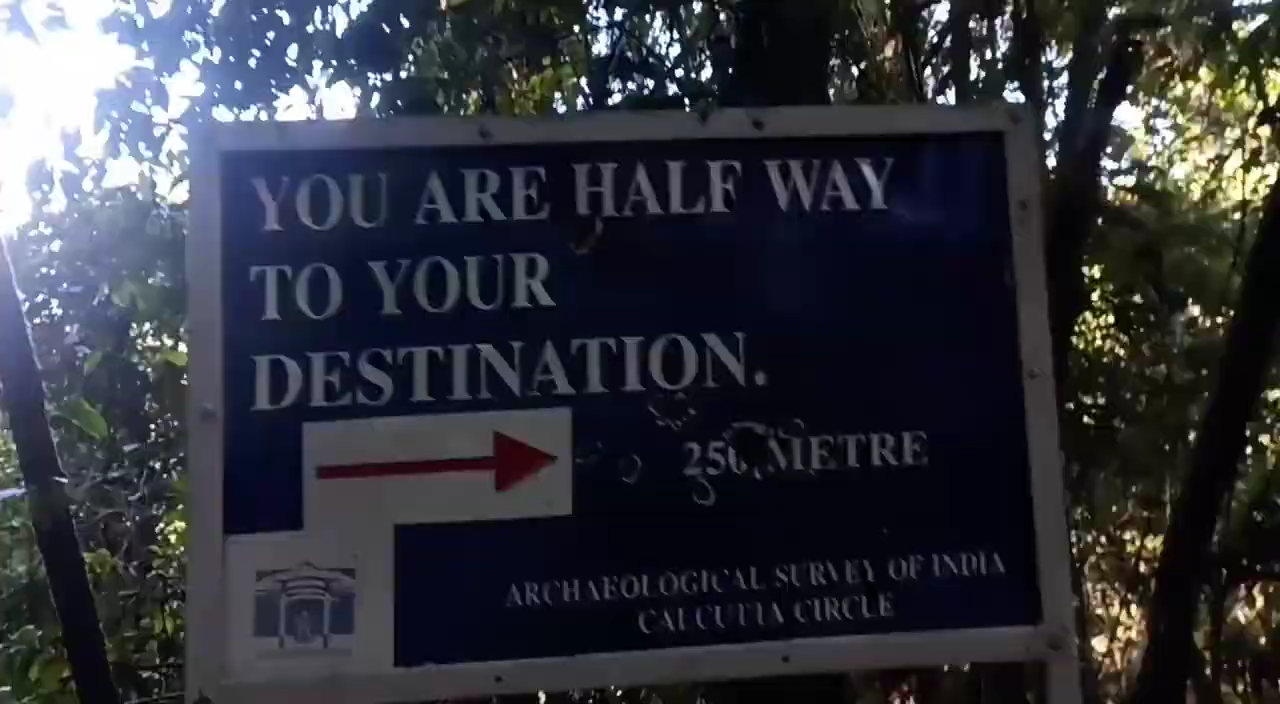 YOU ARE HALF WAY
TO YOUR
DESTINATION.
250 METRE
ARCHAEOLOGICAL SURVEY OF INDIA
CALCUTTA CIRCLE